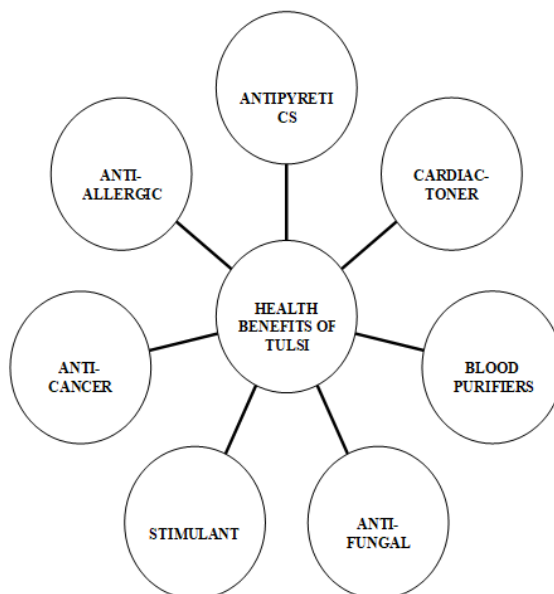 ANTIPYRETI
CS
ANTI-
ALLERGIC
CARDIAC-
TONER
HEALTH
BENEFITS OF
TULSI
ANTI-
CANCER
BLOOD
PURIFIERS
STIMULANT
ANTI-
FUNGAL